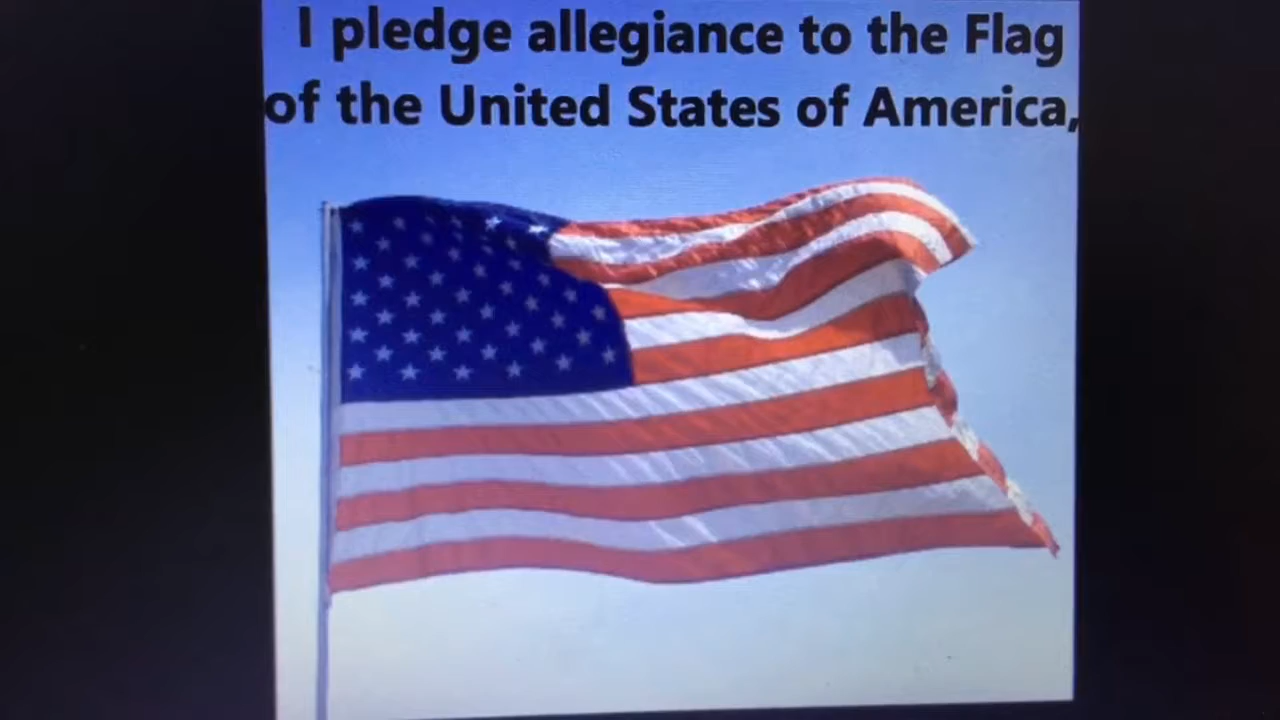 I pledge allegiance to the Flag
of the United States of America,